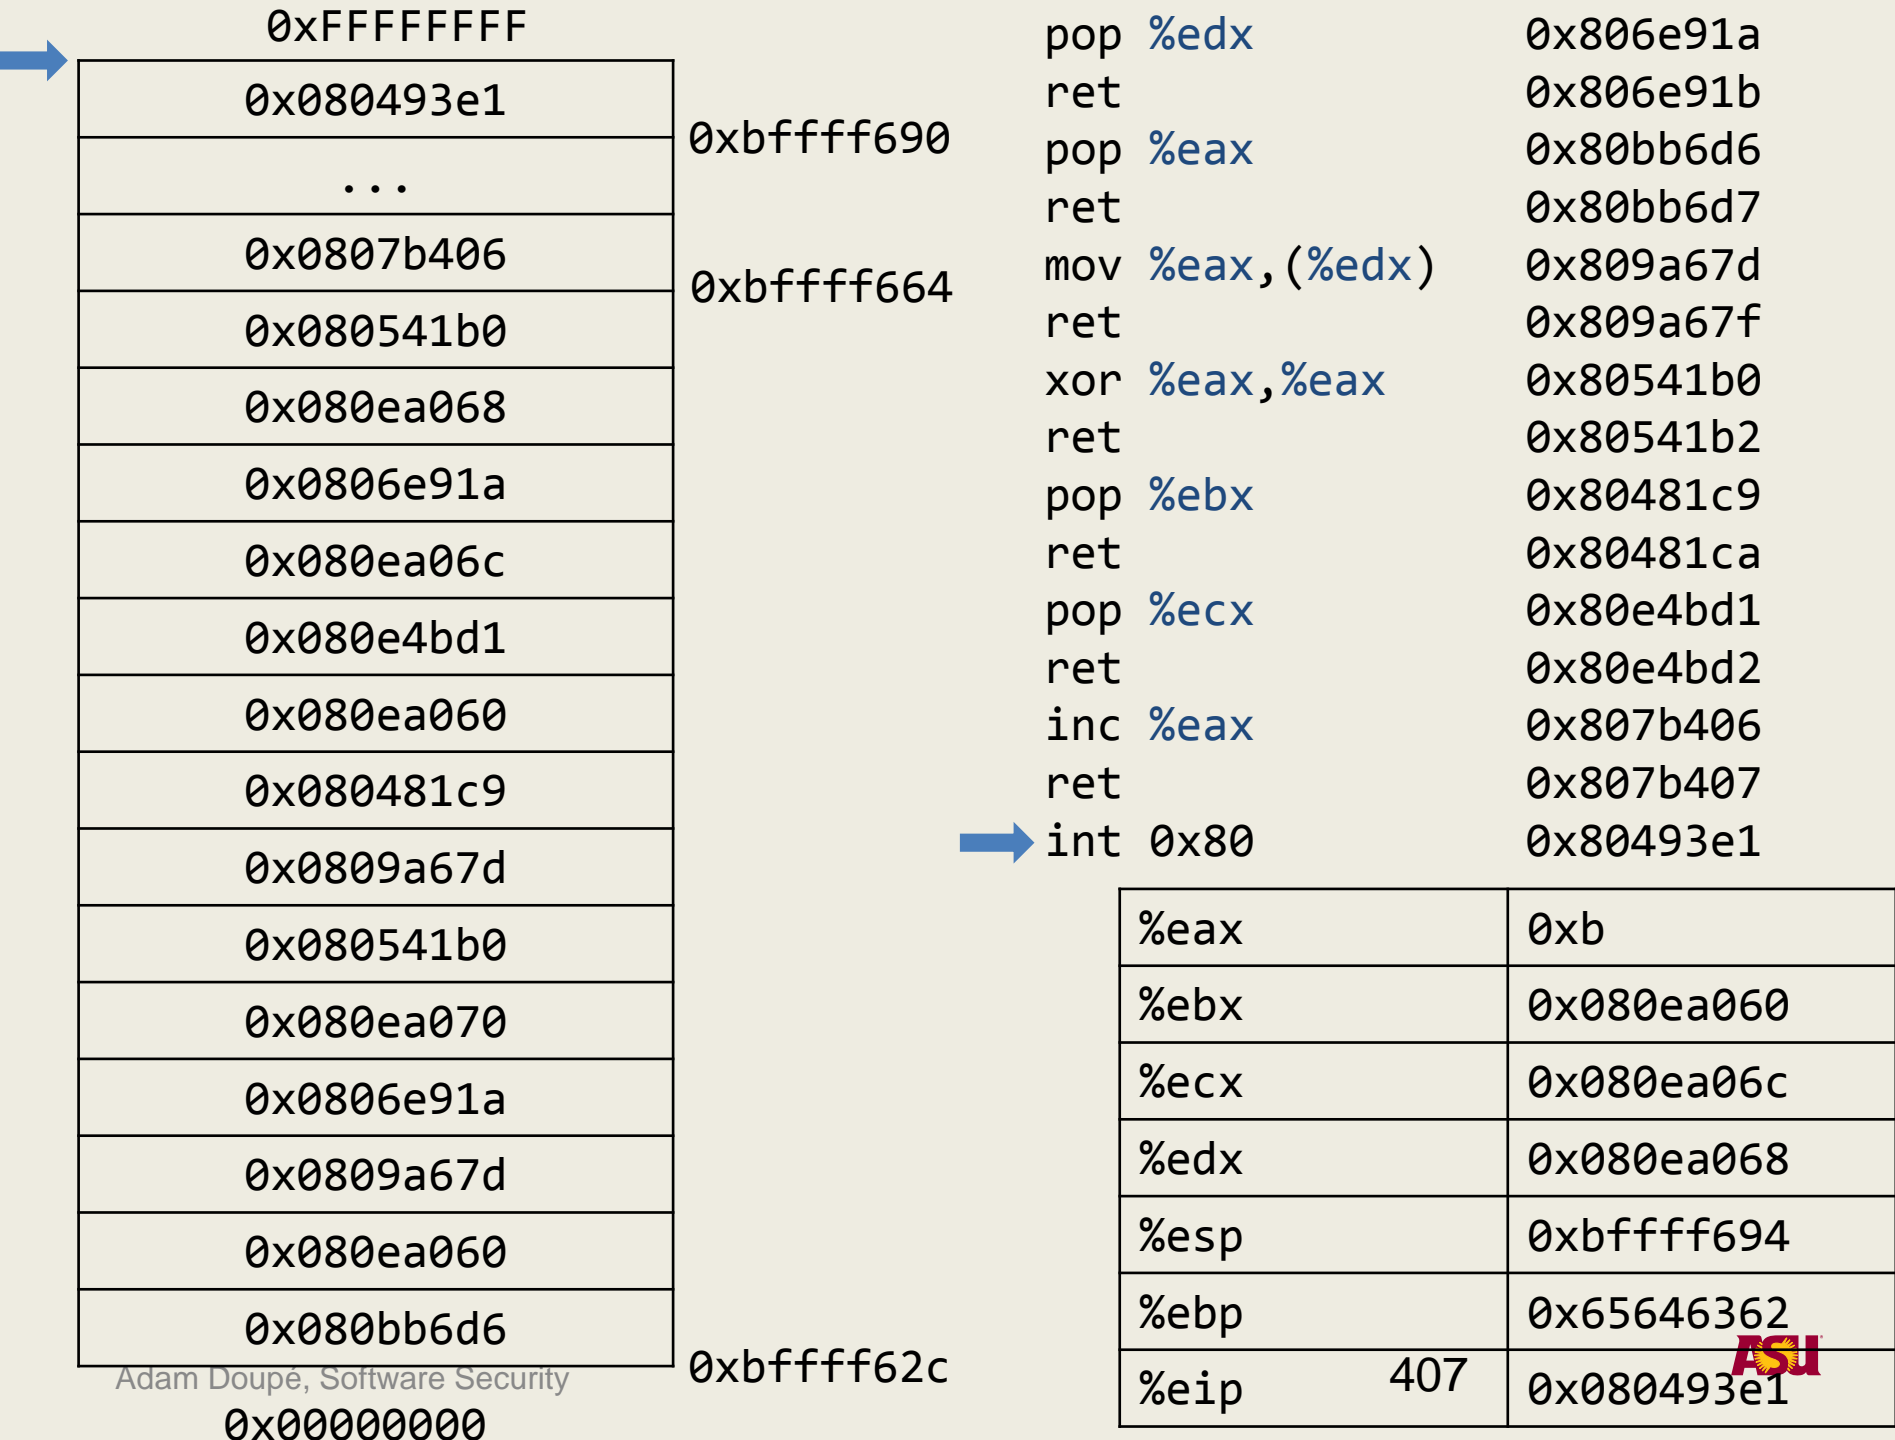 0xFFFFFFFF
0x080493e1
0xbffff690
...
0x0807b406
0xbffff664
0x080541b0
0x080ea068
0x0806e91a
0x080ea06c
0x080e4bd1
0x080ea060
0x080481c9
0x0809a67d
0x080541b0
0x080ea070
0x0806e91a
0x0809a67d
0x080ea060
0x080bb6d6
0xbffff62c
Adam Doupé, Software Security
0x00000000
pop %edx 0x806e91a
ret 0x806e91b
pop %eax 0x80bb6d6
ret 0x80bb6d7
mov %eax,(%edx) 0x809a67d
ret 0x809a67f
xor %eax,%eax 0x80541b0
ret 0x80541b2
pop %ebx 0x80481c9
ret 0x80481ca
pop %ecx 0x80e4bd1
ret 0x80e4bd2
inc %eax 0x807b406
ret 0x807b407
int 0x80 0x80493e1
%eax 0xb
%ebx 0x080ea060
%ecx 0x080ea06c
%edx 0x080ea068
%esp 0xbffff694
%ebp 0x65646362
%eip 0x080493e1
407
ASU